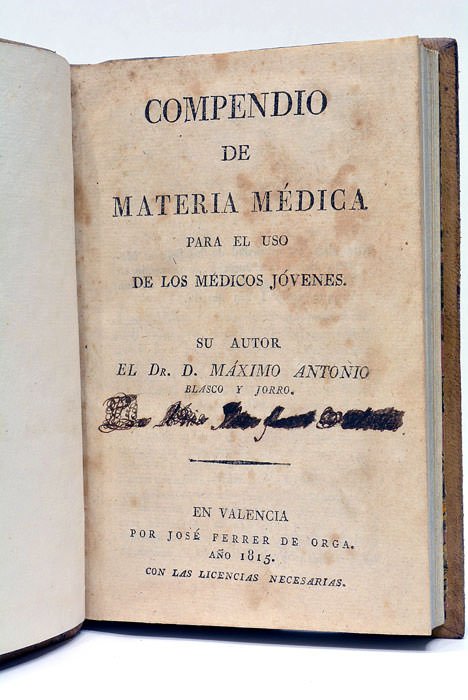 COMPENDIO
DE
MATERIA MÉDICA
PARA EL USO
DE LOS MÉDICOS JÓVENES.
SU AUTOR
EL DR. D. MÁXIMO ANTONIO
BLASCO Y JORRO.
EN VALENCIA
POR JOSÉ FERRER DE ORGA.
AÑO 1815.
CON LAS LICENCIAS NECESARIAS.